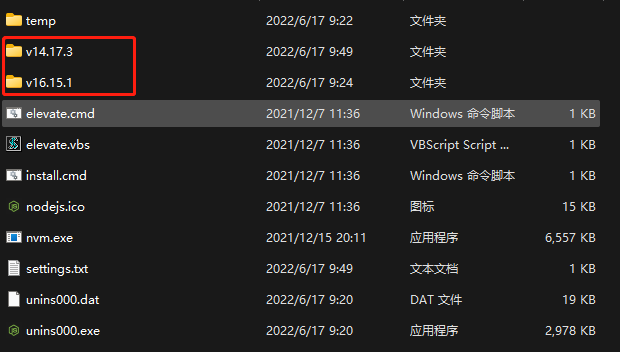 temp 2022/6/17 9:22 文件夹
v14.17.3 2022/6/17 9:49 文件夹
v16.15.1 2022/6/17 9:24 文件夹
elevate.cmd 2021/12/7 11:36 Windows 命令脚本 1 KB
elevate.vbs 2021/12/7 11:36 VBScript Script ... 1 KB
install.cmd 2021/12/7 11:36 Windows 命令脚本 1 KB
nodejs.ico 2021/12/7 11:36 图标 15 KB
nvm.exe 2021/12/15 20:11 应用程序 6,557 KB
settings.txt 2022/6/17 9:49 文本文档 1 KB
unins000.dat 2022/6/17 9:20 DAT 文件 19 KB
unins000.exe 2022/6/17 9:20 应用程序 2,978 KB